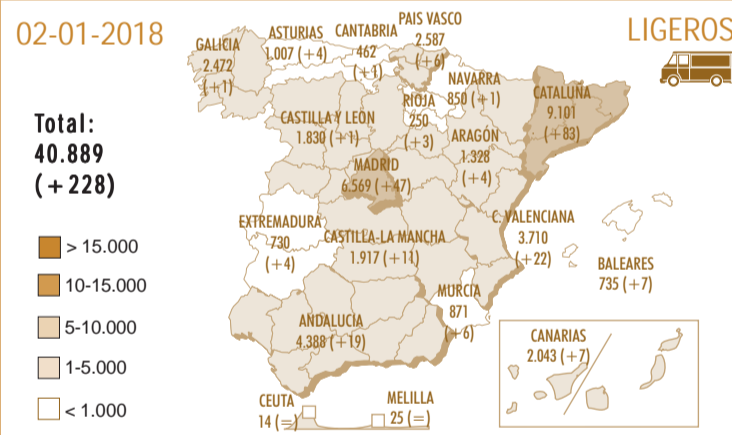 02-01-2018
LIGEROS
Total:
40.889
(+228)
GALICIA
2.472
(+1)
ASTURIAS
1.007 (+4)
CANTABRIA
462
(+1)
PAIS VASCO
2.587
(+6)
NAVARRA
850 (+1)
RIOJA
250
(+3)
CATALUÑA
9.101
(+83)
CASTILLA Y LEÓN
1.830 (+1)
ARAGÓN
1.328
(+4)
MADRID
6.569 (+47)
EXTREMADURA
730
(+4)
CASTILLA-LA MANCHA
1.917 (+11)
C. VALENCIANA
3.710
(+22)
BALEARES
735 (+7)
MURCIA
871
(+6)
ANDALUCIA
4.388 (+19)
CANARIAS
2.043 (+7)
CEUTA
14 (=)
MELILLA
25 (=)
> 15.000
10-15.000
5-10.000
1-5.000
< 1.000